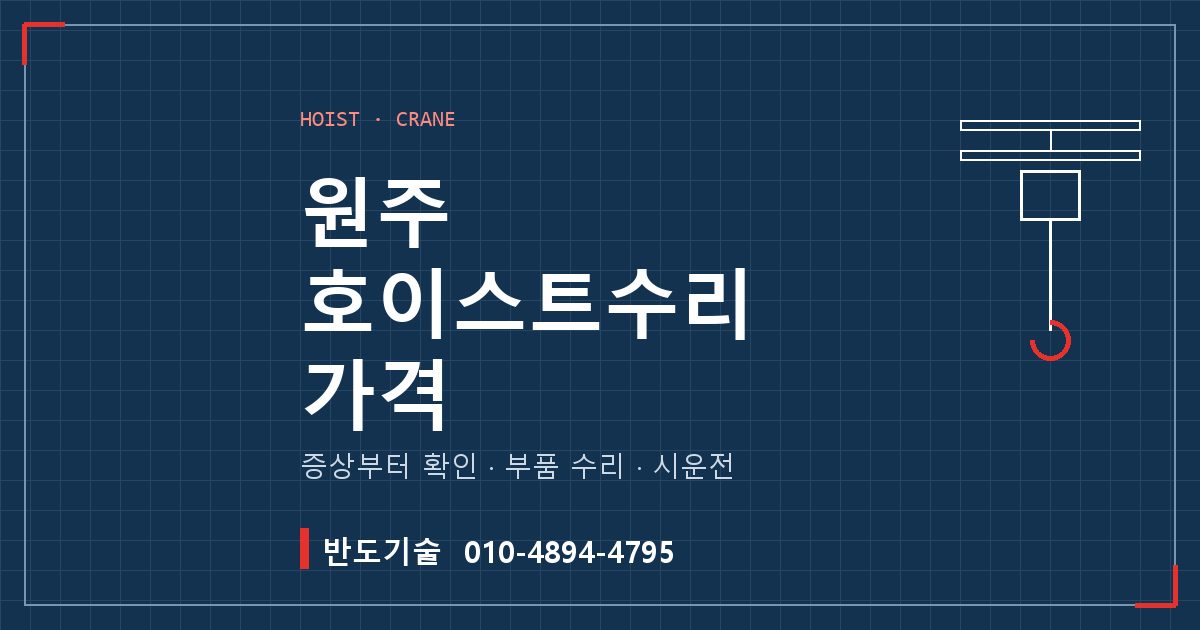 HOIST · CRANE
원주
호이스트수리
가격
증상부터 확인 · 부품 수리 · 시운전
반도기술 010-4894-4795